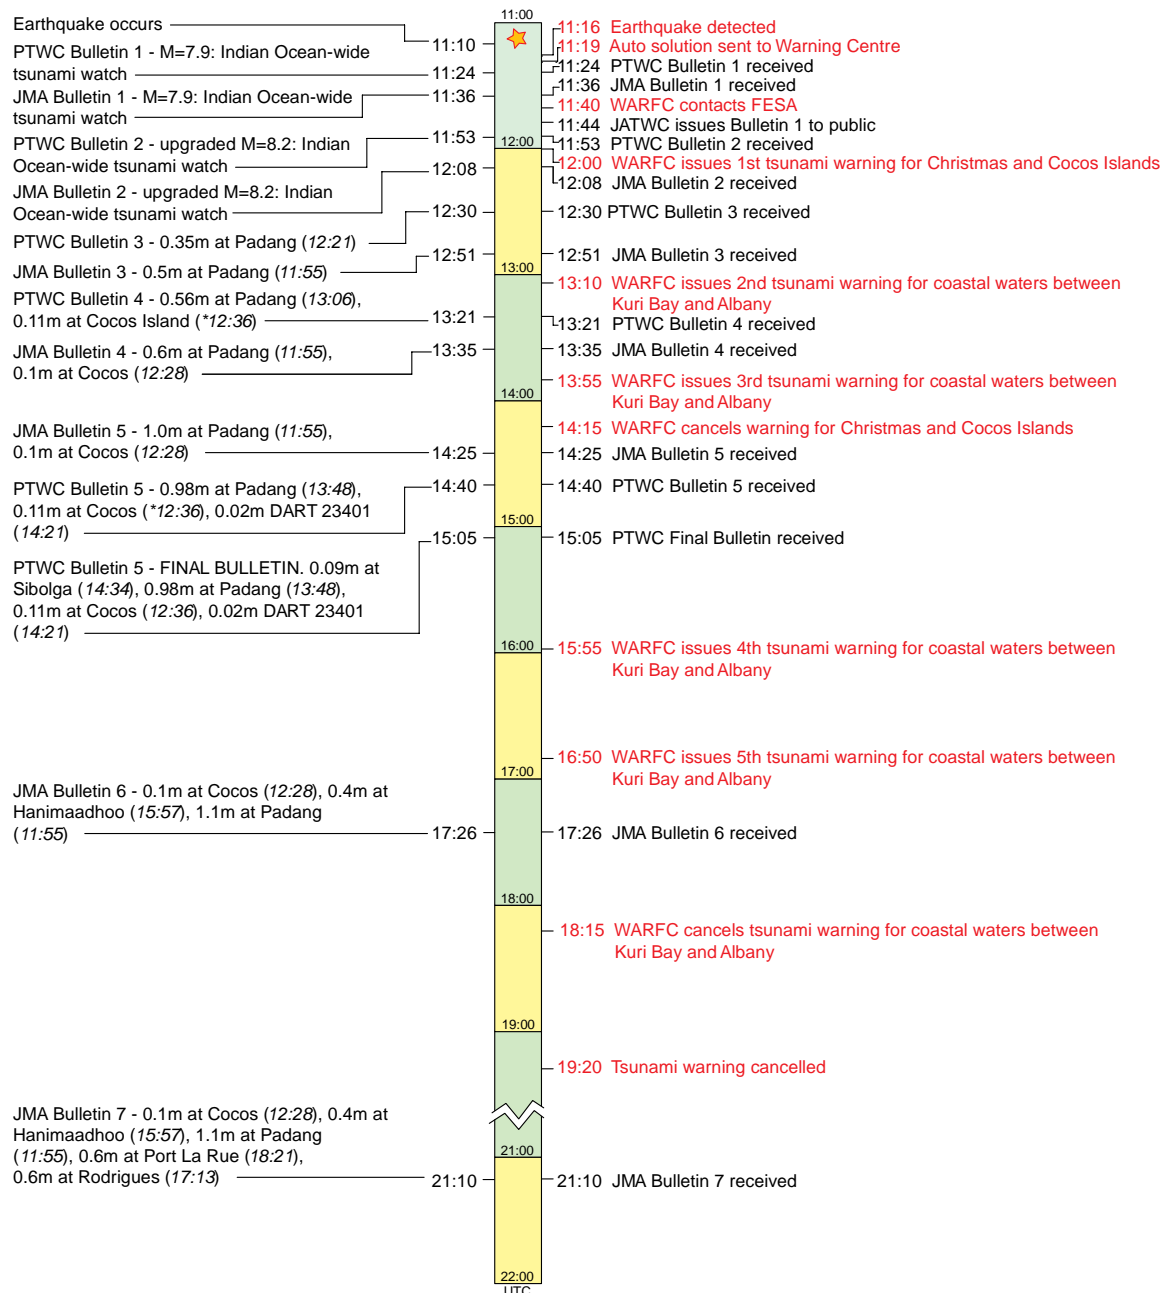 Earthquake occurs
PTWC Bulletin 1 - M=7.9: Indian Ocean-wide
tsunami watch
JMA Bulletin 1 - M=7.9: Indian Ocean-wide
tsunami watch
PTWC Bulletin 2 - upgraded M=8.2: Indian
Ocean-wide tsunami watch
JMA Bulletin 2 - upgraded M=8.2: Indian
Ocean-wide tsunami watch
PTWC Bulletin 3 - 0.35m at Padang (12:21)
JMA Bulletin 3 - 0.5m at Padang (11:55)
PTWC Bulletin 4 - 0.56m at Padang (13:06),
0.11m at Cocos Island (*12:36)
JMA Bulletin 4 - 0.6m at Padang (11:55),
0.1m at Cocos (12:28)
JMA Bulletin 5 - 1.0m at Padang (11:55),
0.1m at Cocos (12:28)
PTWC Bulletin 5 - 0.98m at Padang (13:48),
0.11m at Cocos (*12:36), 0.02m DART 23401
(14:21)
PTWC Bulletin 5 - FINAL BULLETIN. 0.09m at
Sibolga (14:34), 0.98m at Padang (13:48),
0.11m at Cocos (12:36), 0.02m DART 23401
(14:21)
JMA Bulletin 6 - 0.1m at Cocos (12:28), 0.4m at
Hanimaadhoo (15:57), 1.1m at Padang
(11:55)
JMA Bulletin 7 - 0.1m at Cocos (12:28), 0.4m at
Hanimaadhoo (15:57), 1.1m at Padang
(11:55), 0.6m at Port La Rue (18:21),
0.6m at Rodrigues (17:13)
11:10
11:24
11:36
11:53
12:08
12:30
12:51
13:21
13:35
14:25
14:40
15:05
17:26
21:10
11:00
12:00
13:00
14:00
15:00
16:00
17:00
18:00
19:00
21:00
22:00
UTC
11:16 Earthquake detected
11:19 Auto solution sent to Warning Centre
11:24 PTWC Bulletin 1 received
11:36 JMA Bulletin 1 received
11:40 WARFC contacts FESA
11:44 JATWC issues Bulletin 1 to public
11:53 PTWC Bulletin 2 received
12:00 WARFC issues 1st tsunami warning for Christmas and Cocos Islands
12:08 JMA Bulletin 2 received
12:30 PTWC Bulletin 3 received
12:51 JMA Bulletin 3 received
13:10 WARFC issues 2nd tsunami warning for coastal waters between
Kuri Bay and Albany
13:21 PTWC Bulletin 4 received
13:35 JMA Bulletin 4 received
13:55 WARFC issues 3rd tsunami warning for coastal waters between
Kuri Bay and Albany
14:15 WARFC cancels warning for Christmas and Cocos Islands
14:25 JMA Bulletin 5 received
14:40 PTWC Bulletin 5 received
15:05 PTWC Final Bulletin received
15:55 WARFC issues 4th tsunami warning for coastal waters between
Kuri Bay and Albany
16:50 WARFC issues 5th tsunami warning for coastal waters between
Kuri Bay and Albany
17:26 JMA Bulletin 6 received
18:15 WARFC cancels tsunami warning for coastal waters between
Kuri Bay and Albany
19:20 Tsunami warning cancelled
21:10 JMA Bulletin 7 received